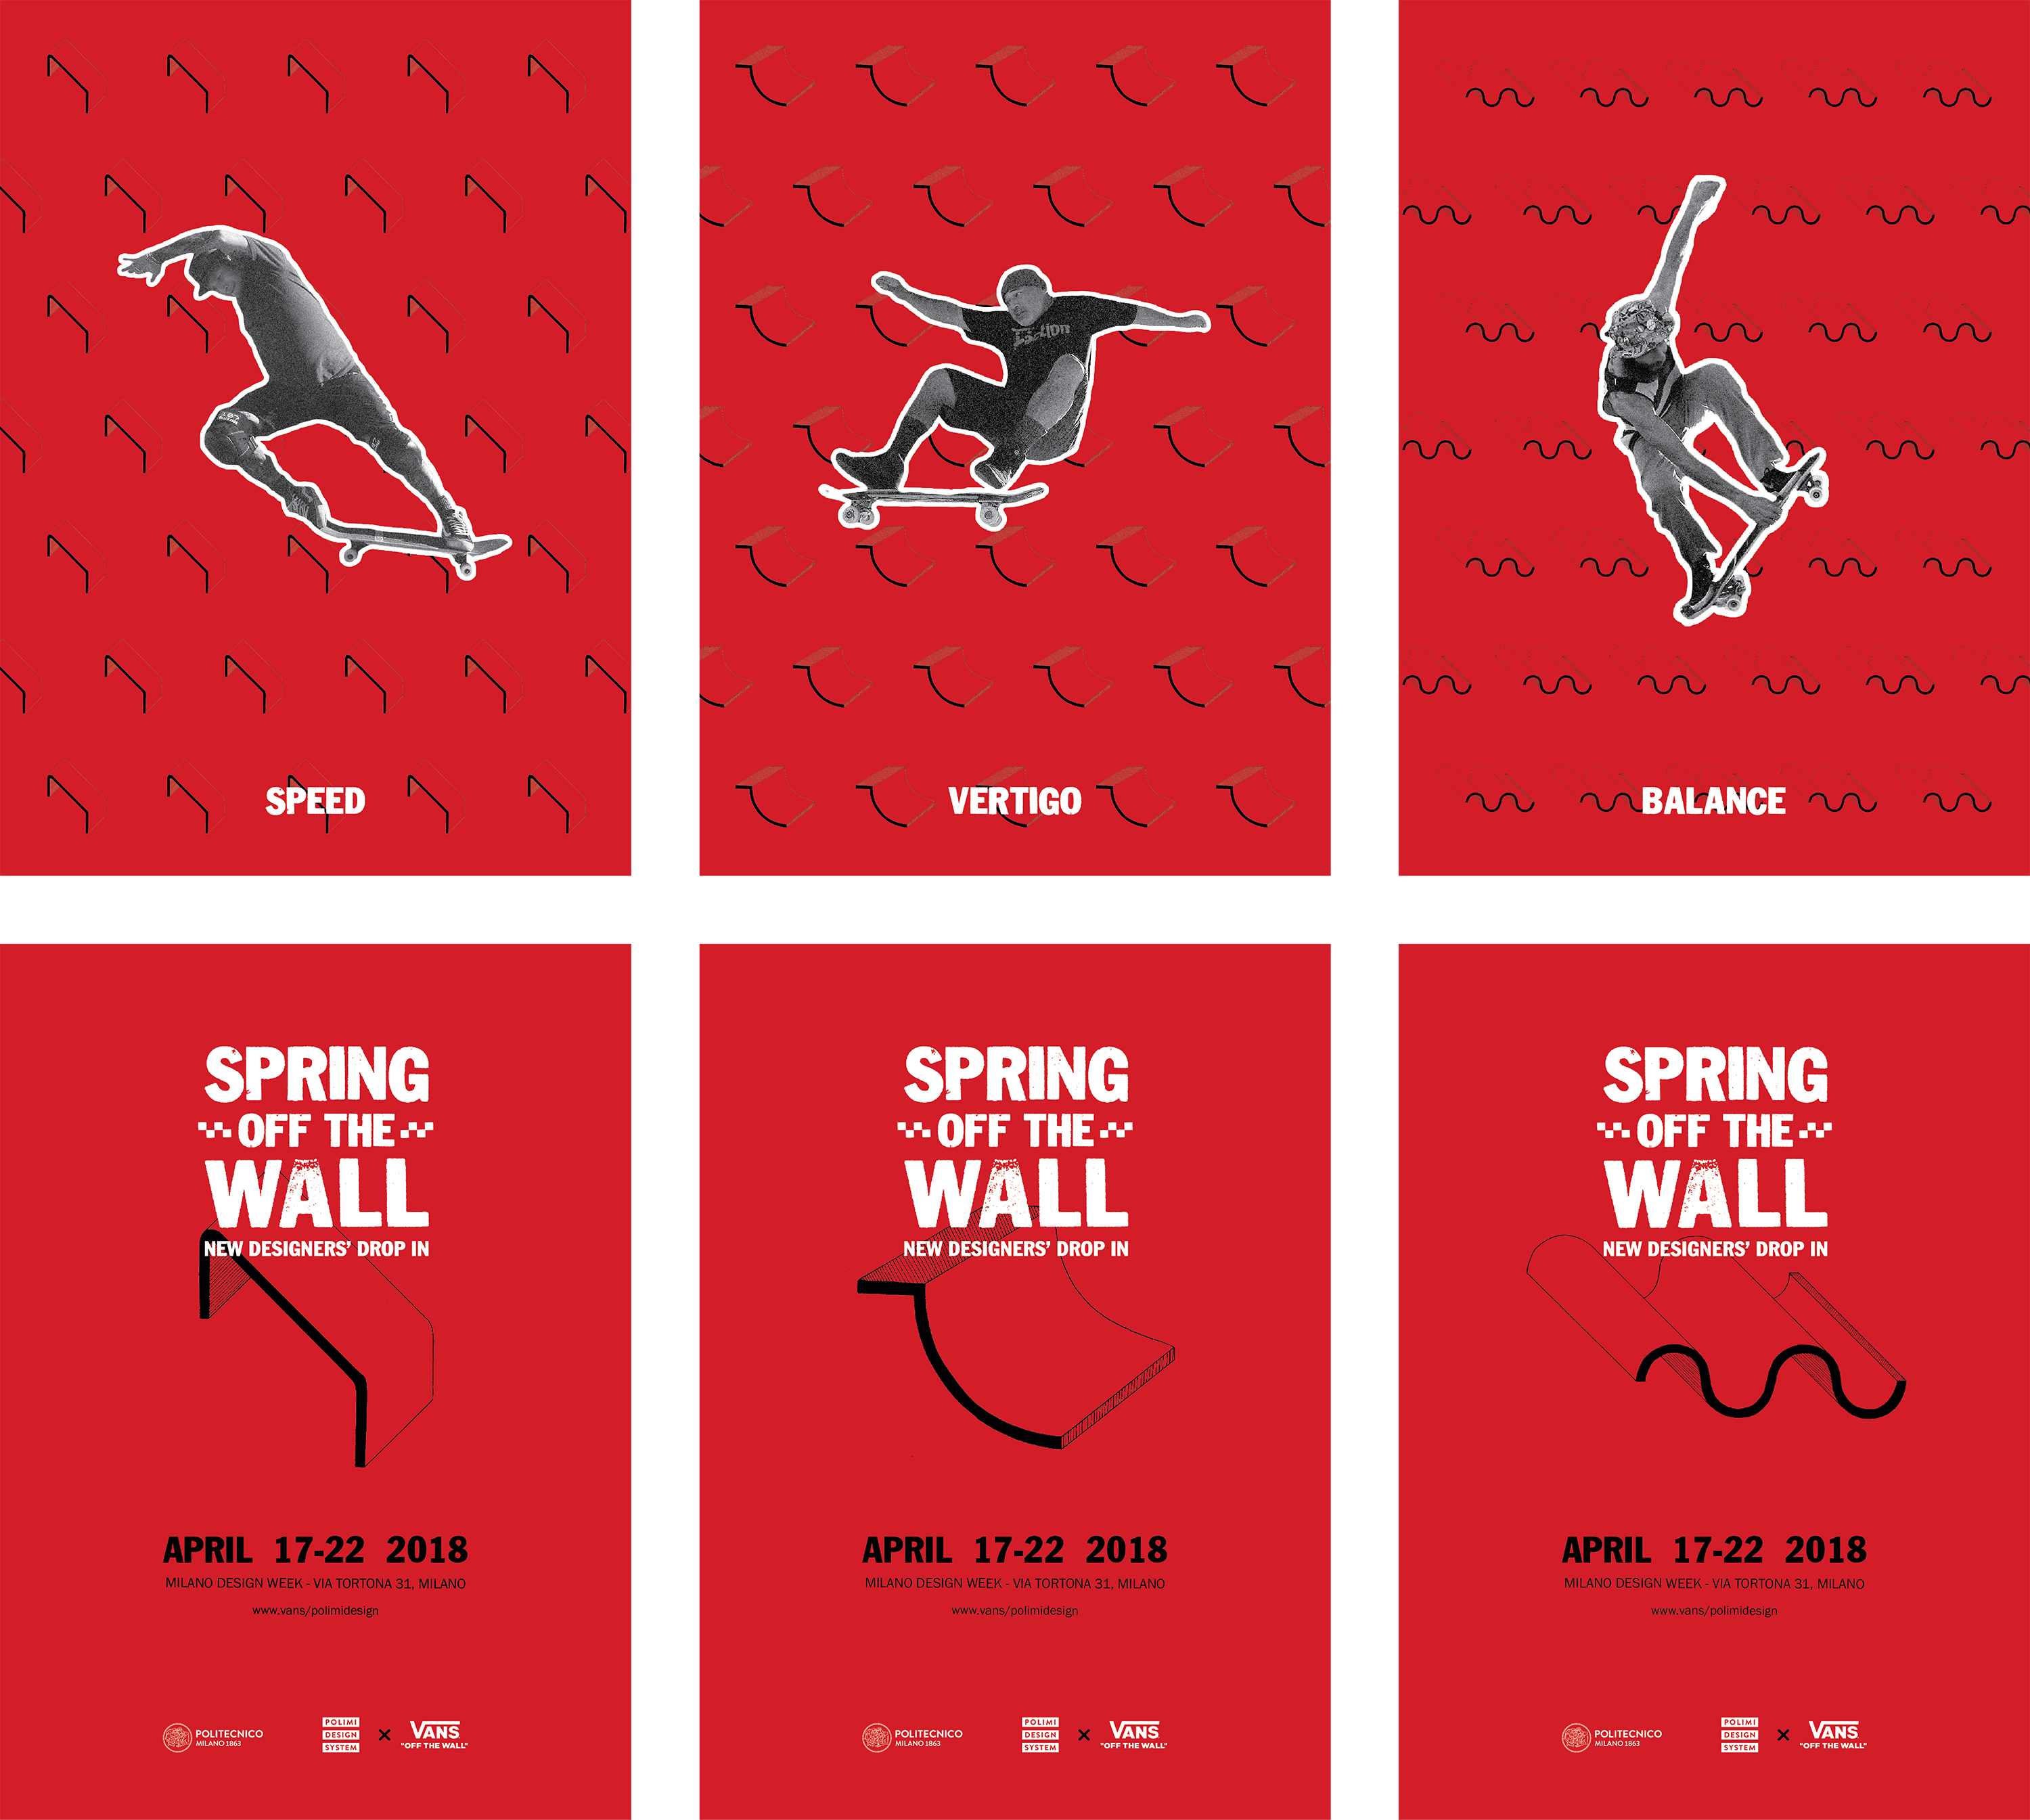 SPEED
VERTIGO
BALANCE
SPRING
OFF THE
WALL
NEW DESIGNERS' DROP IN
APRIL 17-22 2018
MILANO DESIGN WEEK - VIA TORTONA 31, MILANO
www.vans/polimidesign
POLITECNICO
MILANO 1863
POLIMI
DESIGN
SYSTEM
×
VANS
"OFF THE WALL"
SPRING
OFF THE
WALL
NEW DESIGNERS' DROP IN
APRIL 17-22 2018
MILANO DESIGN WEEK - VIA TORTONA 31, MILANO
www.vans/polimidesign
POLITECNICO
MILANO 1863
POLIMI
DESIGN
SYSTEM
×
VANS
"OFF THE WALL"
SPRING
OFF THE
WALL
NEW DESIGNERS' DROP IN
APRIL 17-22 2018
MILANO DESIGN WEEK - VIA TORTONA 31, MILANO
www.vans/polimidesign
POLITECNICO
MILANO 1863
POLIMI
DESIGN
SYSTEM
×
VANS
"OFF THE WALL"